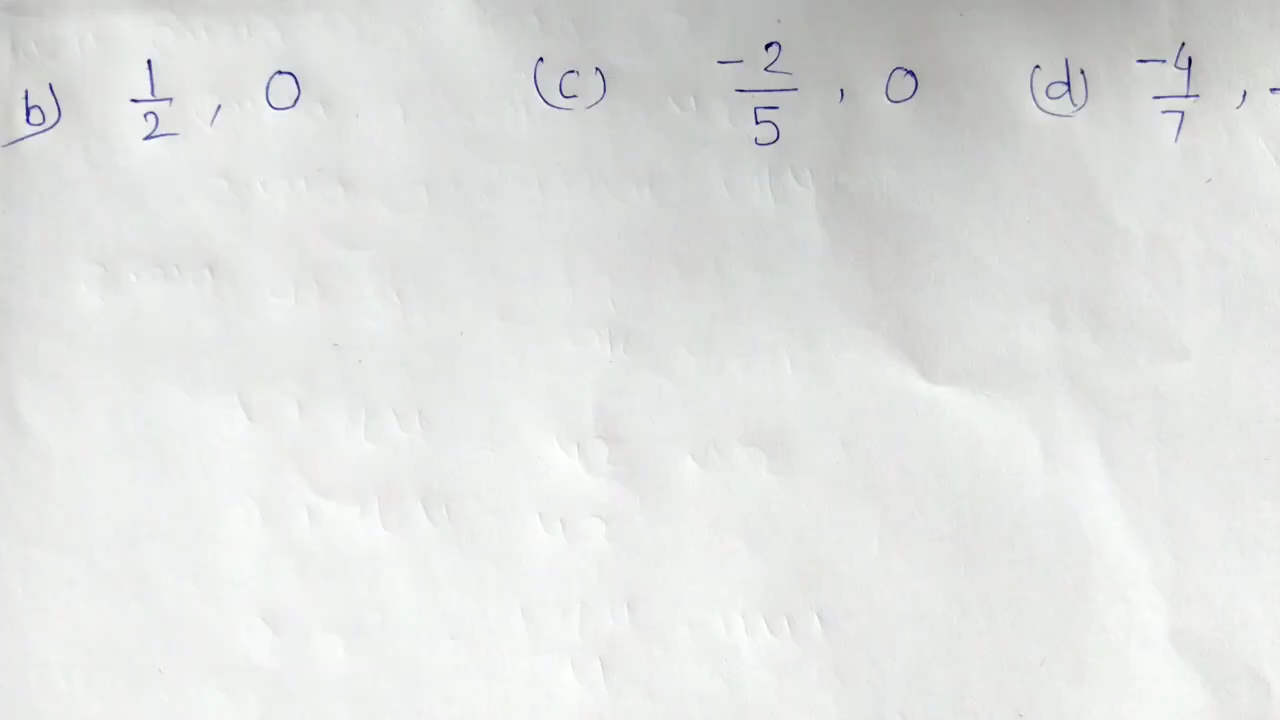 b) 1/2 , 0 (c) -2/5 , 0 (d) -4/7 ,